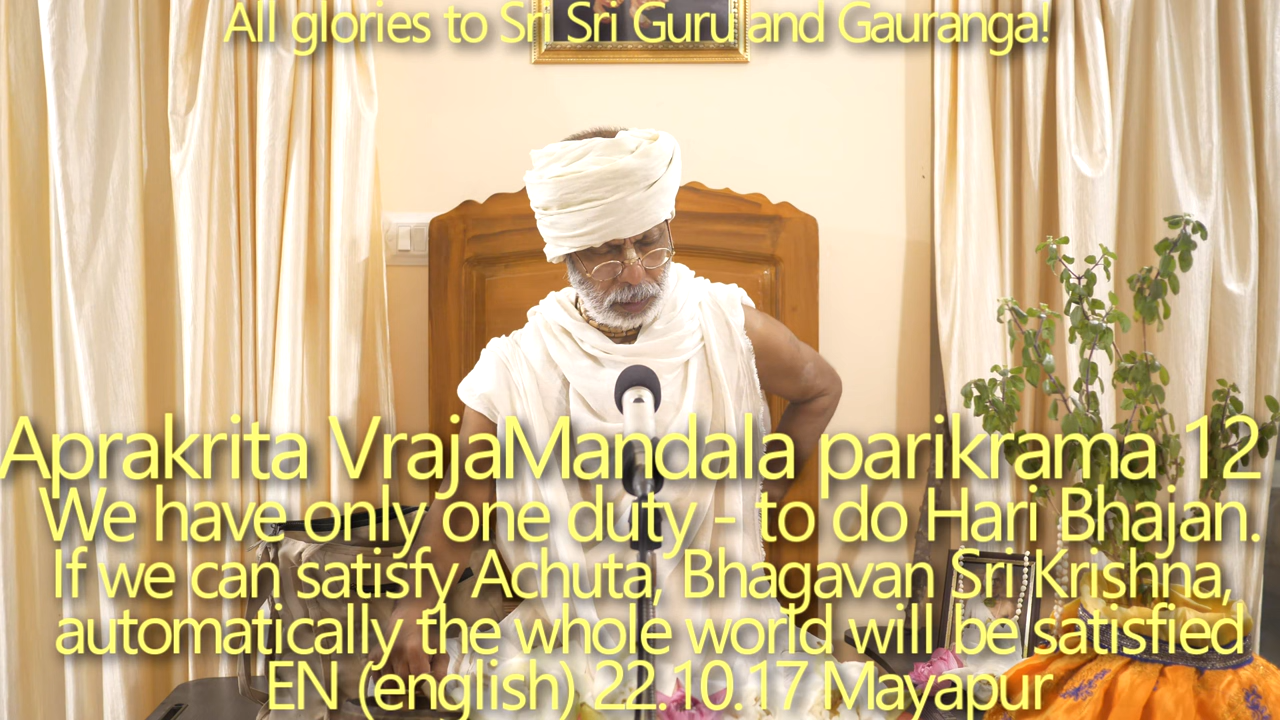 All glories to Sri Sri Guru and Gauranga!
Aprakrita VrajaMandala parikrama 12
We have only one duty - to do Hari Bhajan.
If we can satisfy Achuta, Bhagavan Sri Krishna,
automatically the whole world will be satisfied
EN (english) 22.10.17 Mayapur